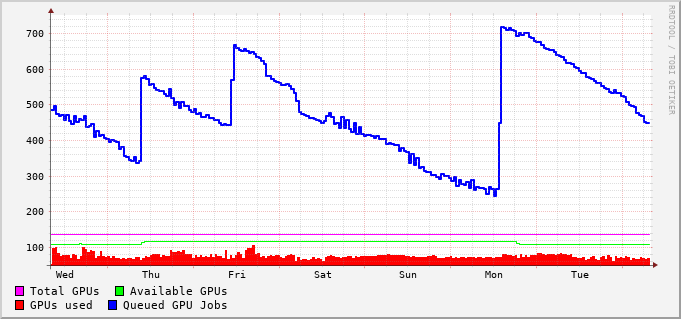 RRDTOOL / TOBI OETIKER
700
600
500
400
300
200
100
Wed Thu Fri Sat Sun Mon Tue
Total GPUs Available GPUs
GPUs used Queued GPU Jobs